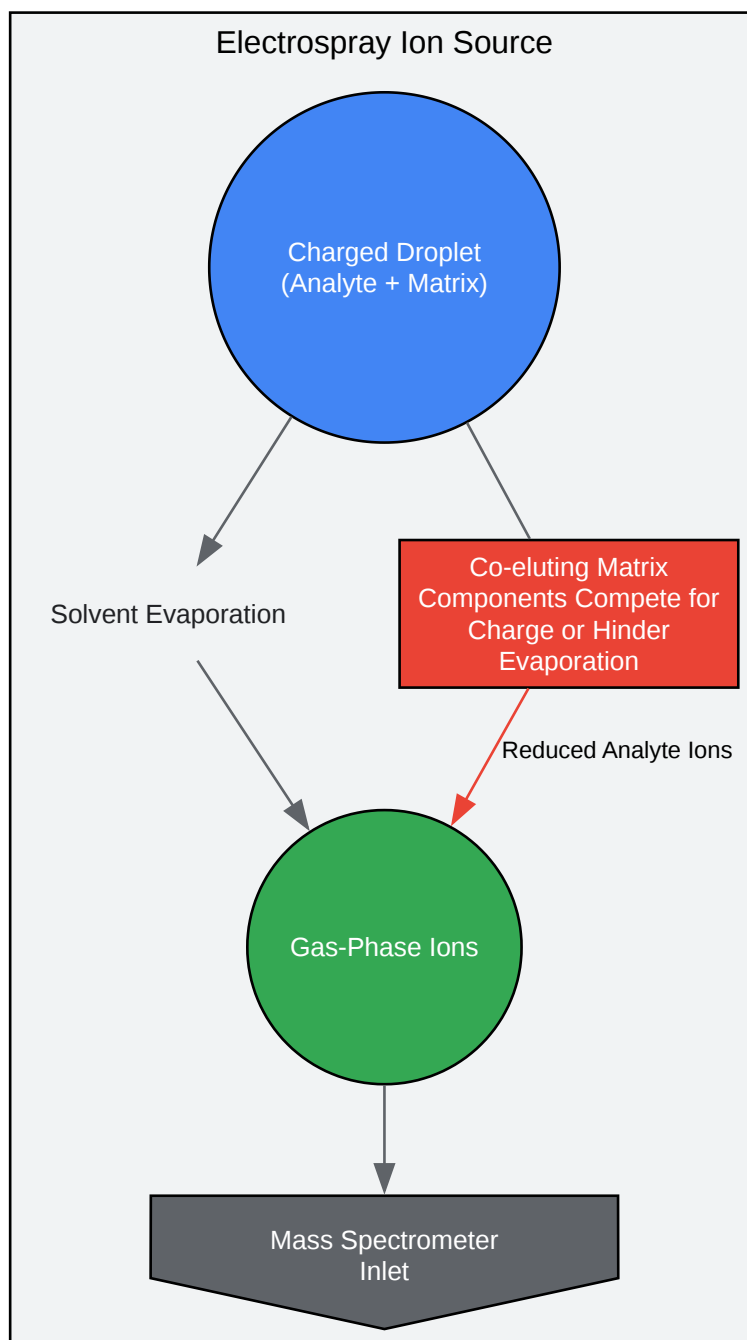 Electrospray Ion Source
Charged Droplet
(Analyte + Matrix)
Solvent Evaporation
Co-eluting Matrix
Components Compete for
Charge or Hinder
Evaporation
Reduced Analyte Ions
Gas-Phase Ions
Mass Spectrometer
Inlet